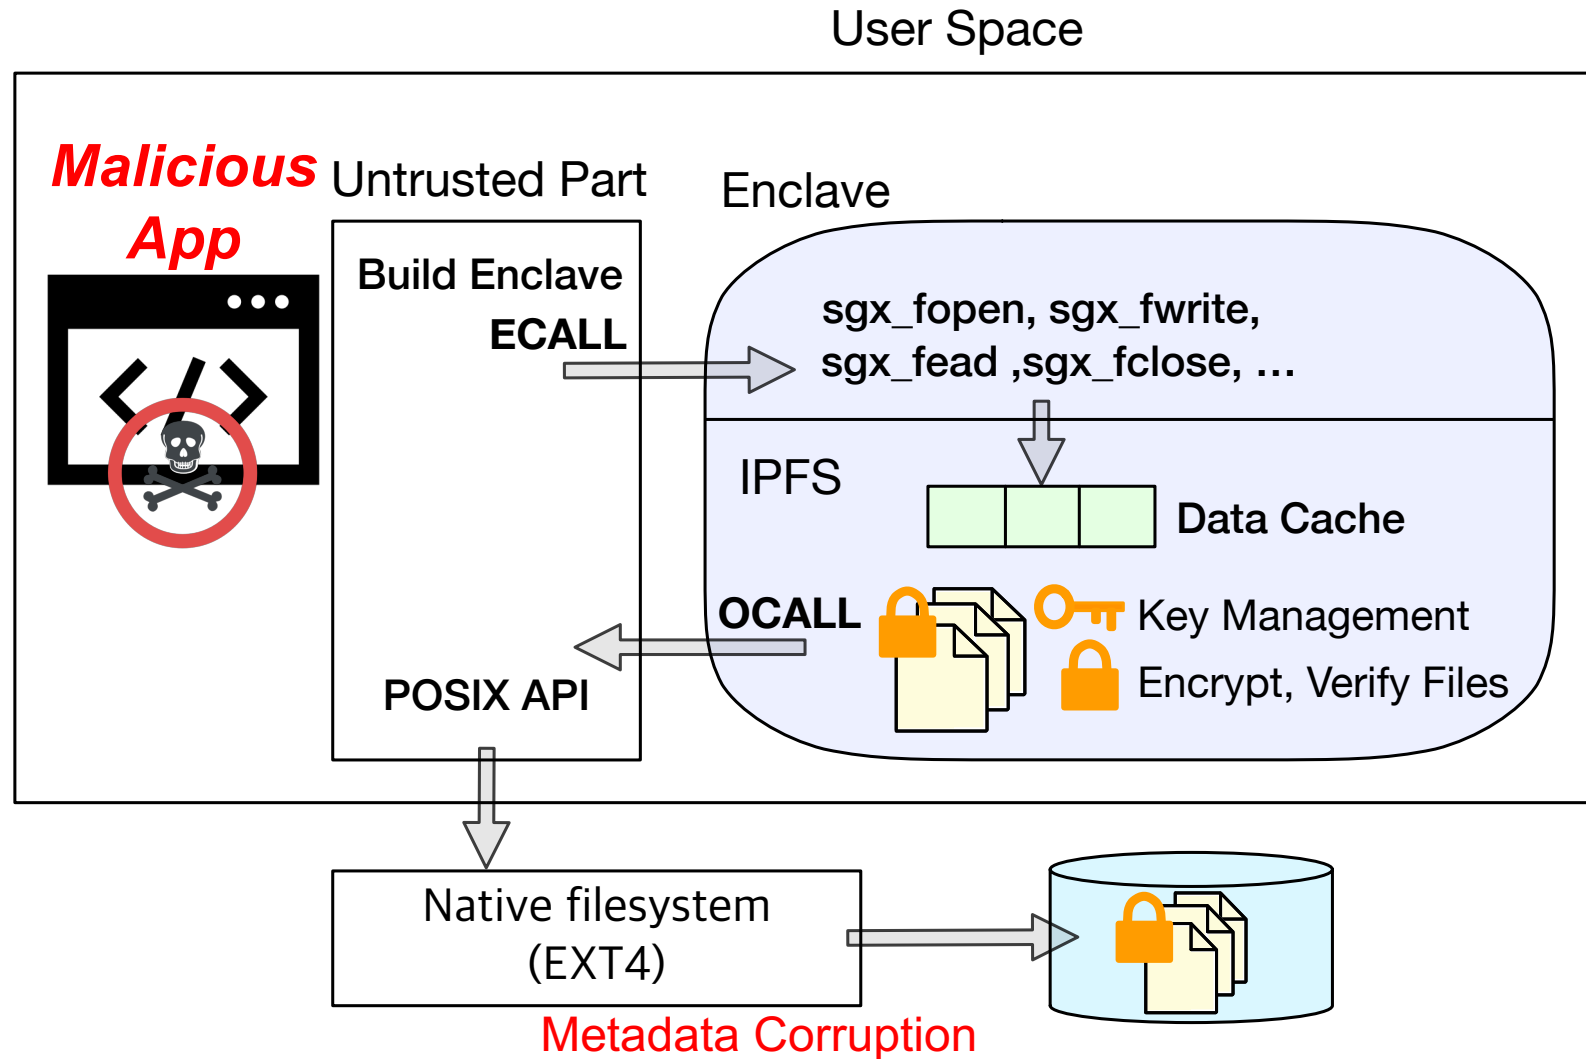 User Space
Malicious
App
Untrusted Part
Enclave
Build Enclave
ECALL
sgx_fopen, sgx_fwrite,
sgx_fead ,sgx_fclose, ...
IPFS
Data Cache
OCALL
Key Management
Encrypt, Verify Files
POSIX API
Native filesystem
(EXT4)
Metadata Corruption